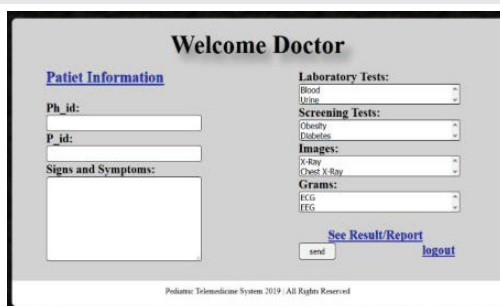 Welcome Doctor
Patiet Information
Ph_id:
P_id:
Signs and Symptoms:
Laboratory Tests:
Blood
Urine
Screening Tests:
Obesity
Diabetes
Images:
X-Ray
Chest X-Ray
Grams:
ECG
EEG
See Result/Report
send
logout
Pediatric Telemedicine System 2019 | All Rights Reserved